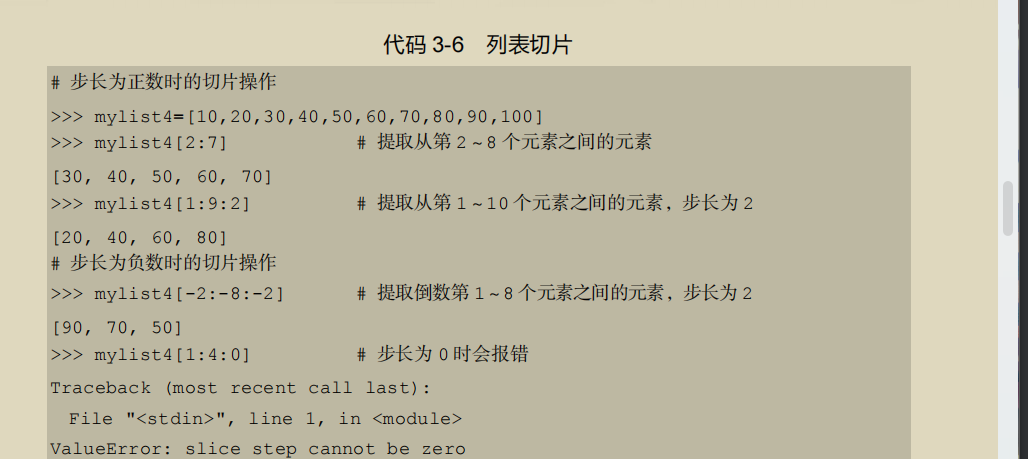 代码 3-6 列表切片
# 步长为正数时的切片操作
>>> mylist4=[10,20,30,40,50,60,70,80,90,100]
>>> mylist4[2:7] # 提取从第 2～8 个元素之间的元素
[30, 40, 50, 60, 70]
>>> mylist4[1:9:2] # 提取从第 1～10 个元素之间的元素，步长为 2
[20, 40, 60, 80]
# 步长为负数时的切片操作
>>> mylist4[-2:-8:-2] # 提取倒数第 1～8 个元素之间的元素，步长为 2
[90, 70, 50]
>>> mylist4[1:4:0] # 步长为 0 时会报错
Traceback (most recent call last):
File "<stdin>", line 1, in <module>
ValueError: slice step cannot be zero